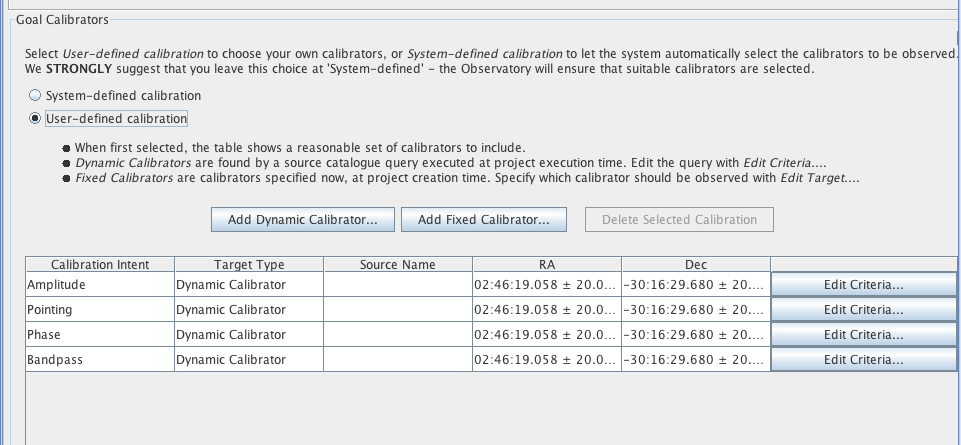 Goal Calibrators
Select User-defined calibration to choose your own calibrators, or System-defined calibration to let the system automatically select the calibrators to be observed.
We STRONGLY suggest that you leave this choice at 'System-defined' - the Observatory will ensure that suitable calibrators are selected.
System-defined calibration
User-defined calibration
When first selected, the table shows a reasonable set of calibrators to include.
Dynamic Calibrators are found by a source catalogue query executed at project execution time. Edit the query with Edit Criteria....
Fixed Calibrators are calibrators specified now, at project creation time. Specify which calibrator should be observed with Edit Target....
Add Dynamic Calibrator... Add Fixed Calibrator... Delete Selected Calibration
Calibration Intent Target Type Source Name RA Dec
Amplitude Dynamic Calibrator 02:46:19.058 ± 20.0... -30:16:29.680 ± 20.... Edit Criteria...
Pointing Dynamic Calibrator 02:46:19.058 ± 20.0... -30:16:29.680 ± 20.... Edit Criteria...
Phase Dynamic Calibrator 02:46:19.058 ± 20.0... -30:16:29.680 ± 20.... Edit Criteria...
Bandpass Dynamic Calibrator 02:46:19.058 ± 20.0... -30:16:29.680 ± 20.... Edit Criteria...